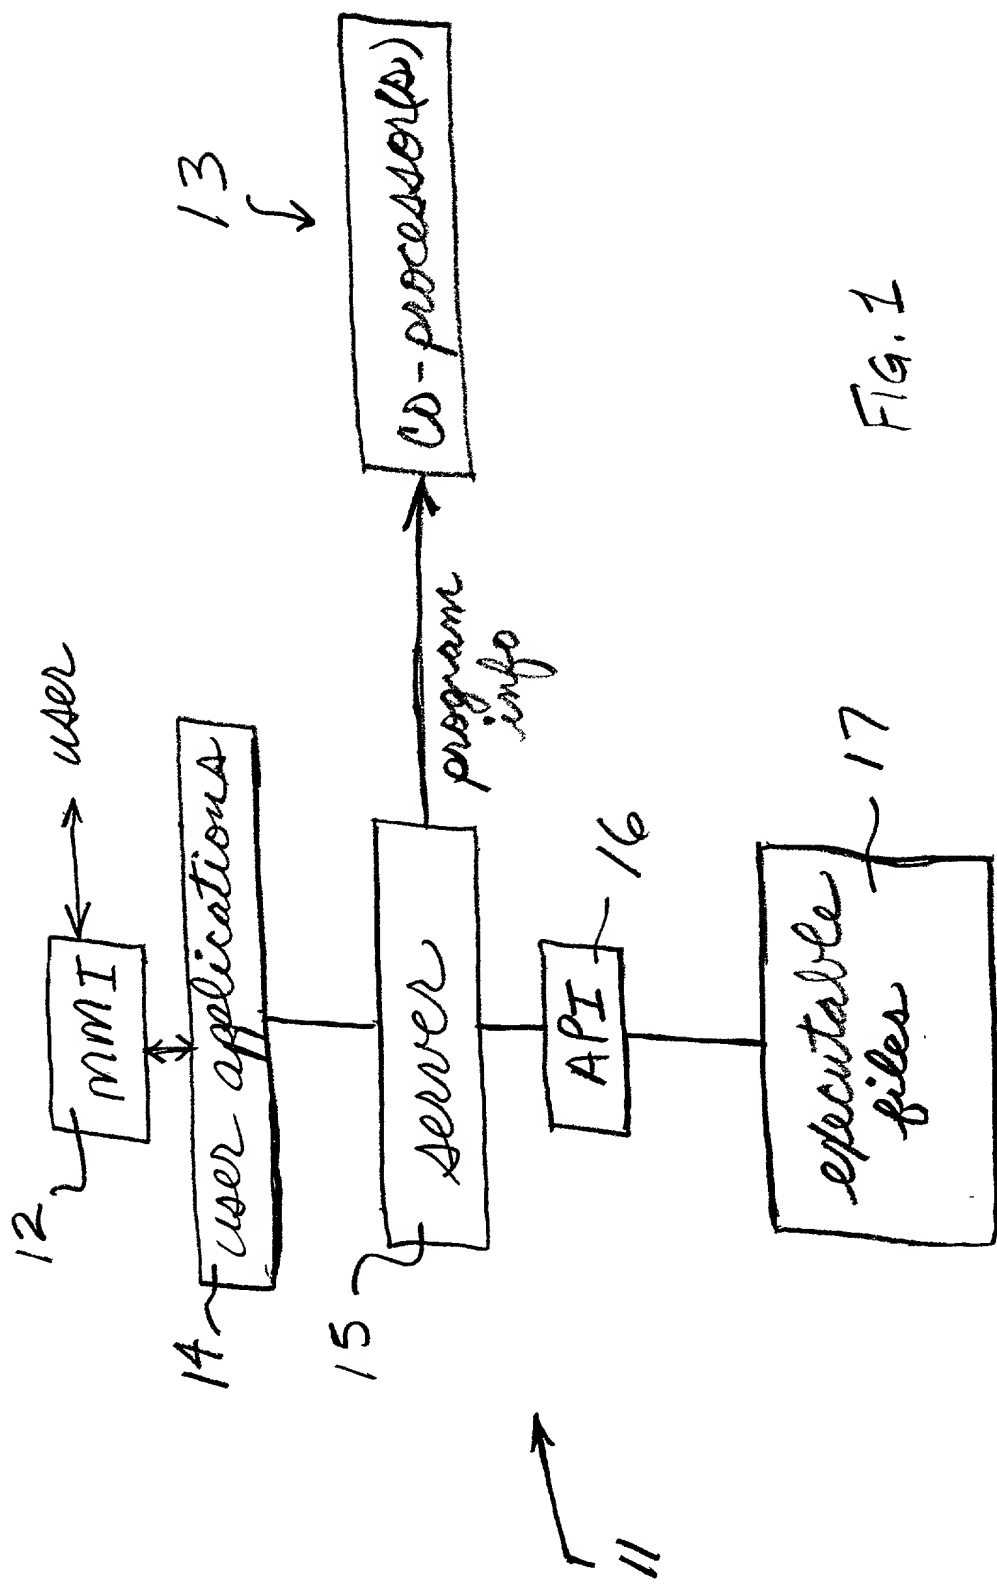 12
MMI
user
14
user applications
15
server
program
info
13
co-processor(s)
API
16
executable
files
17
11
FIG. 1